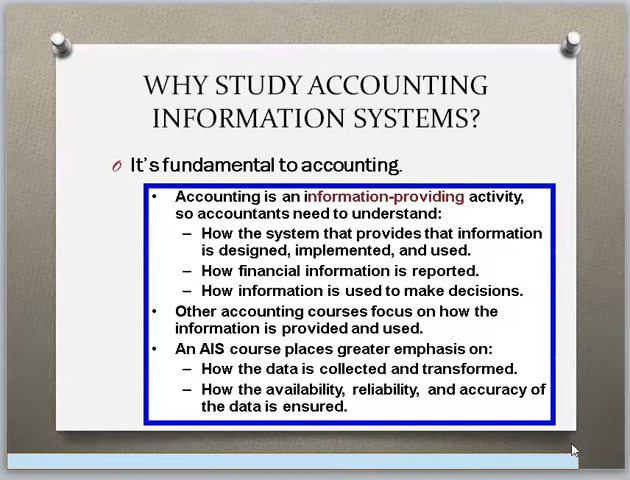 WHY STUDY ACCOUNTING
INFORMATION SYSTEMS?
It's fundamental to accounting.
• Accounting is an information-providing activity,
so accountants need to understand:
– How the system that provides that information
is designed, implemented, and used.
– How financial information is reported.
– How information is used to make decisions.
• Other accounting courses focus on how the
information is provided and used.
• An AIS course places greater emphasis on:
– How the data is collected and transformed.
– How the availability, reliability, and accuracy of
the data is ensured.